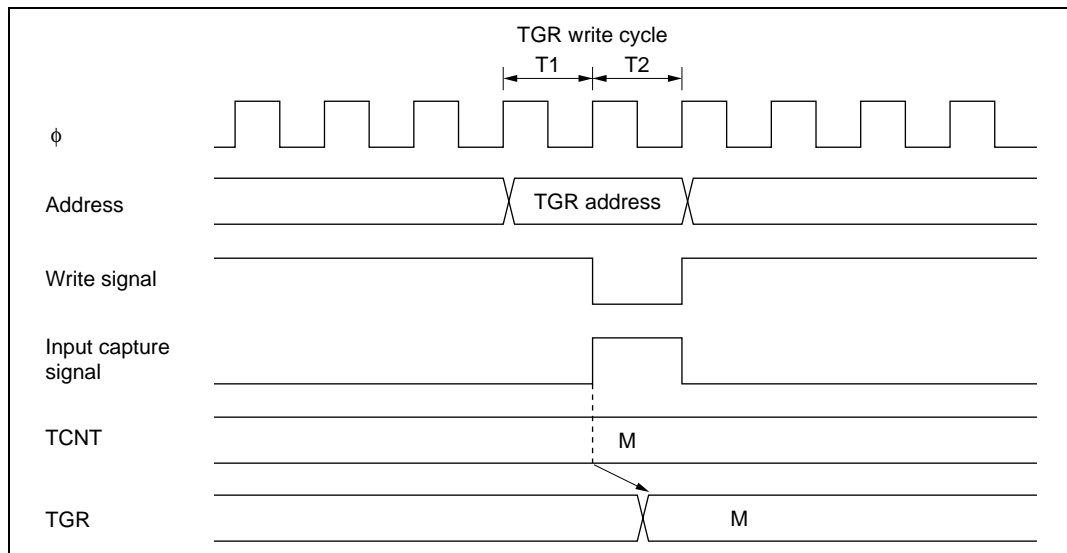 TGR write cycle
T1 T2
ϕ
Address TGR address
Write signal
Input capture
signal
TCNT M
TGR M